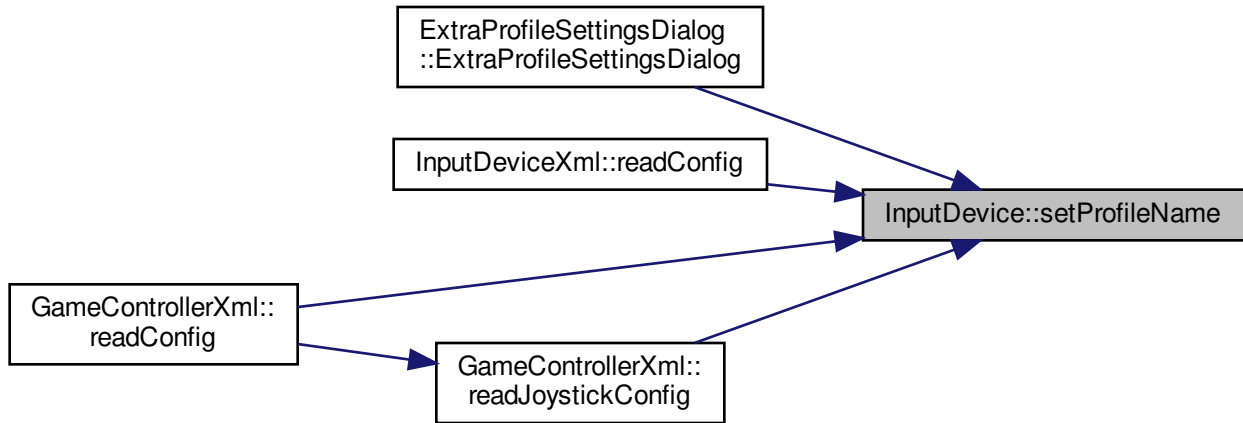 ExtraProfileSettingsDialog
::ExtraProfileSettingsDialog
InputDeviceXml::readConfig
InputDevice::setProfileName
GameControllerXml::
readConfig
GameControllerXml::
readJoystickConfig